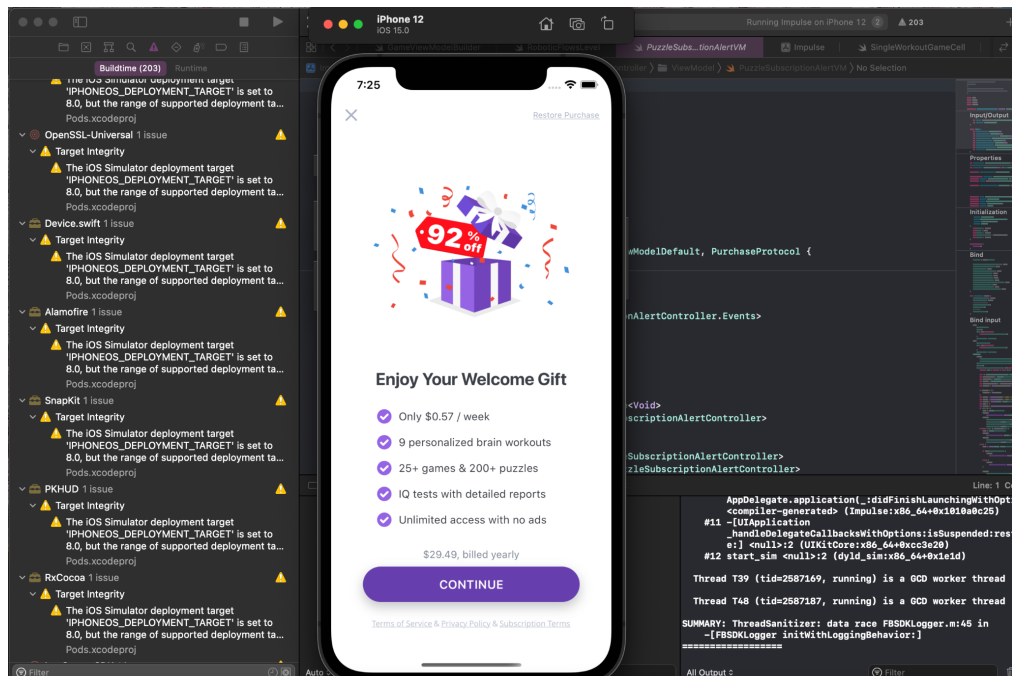 iPhone 12
iOS 15.0
Running Impulse on iPhone 12
2
203
GameViewModelBuilder
RoboticFlowsLevel
PuzzleSubs...tionAlertVM
Impulse
SingleWorkoutGameCell
Buildtime (203)
Runtime
ViewModel
PuzzleSubscriptionAlertVM
No Selection
The iOS Simulator deployment target
'IPHONEOS_DEPLOYMENT_TARGET' is set to
8.0, but the range of supported deployment ta...
Pods.xcodeproj
OpenSSL-Universal 1 issue
Target Integrity
The iOS Simulator deployment target
'IPHONEOS_DEPLOYMENT_TARGET' is set to
8.0, but the range of supported deployment ta...
Pods.xcodeproj
Device.swift 1 issue
Target Integrity
The iOS Simulator deployment target
'IPHONEOS_DEPLOYMENT_TARGET' is set to
8.0, but the range of supported deployment ta...
Pods.xcodeproj
Alamofire 1 issue
Target Integrity
The iOS Simulator deployment target
'IPHONEOS_DEPLOYMENT_TARGET' is set to
8.0, but the range of supported deployment ta...
Pods.xcodeproj
SnapKit 1 issue
Target Integrity
The iOS Simulator deployment target
'IPHONEOS_DEPLOYMENT_TARGET' is set to
8.0, but the range of supported deployment ta...
Pods.xcodeproj
PKHUD 1 issue
Target Integrity
The iOS Simulator deployment target
'IPHONEOS_DEPLOYMENT_TARGET' is set to
8.0, but the range of supported deployment ta...
Pods.xcodeproj
RxCocoa 1 issue
Target Integrity
The iOS Simulator deployment target
'IPHONEOS_DEPLOYMENT_TARGET' is set to
8.0, but the range of supported deployment ta...
Pods.xcodeproj
Filter
7:25
Restore Purchase
92 % off
Enjoy Your Welcome Gift
Only $0.57 / week
9 personalized brain workouts
25+ games & 200+ puzzles
IQ tests with detailed reports
Unlimited access with no ads
$29.49, billed yearly
CONTINUE
Terms of Service & Privacy Policy & Subscription Terms
wModelDefault, PurchaseProtocol {
onAlertController.Events>
<Void>
scriptionAlertController>
SubscriptionAlertController>
zleSubscriptionAlertController>
Input/Output
Properties
Initialization
Bind
Bind input
Line: 1
AppDelegate.application(_:didFinishLaunchingWithOpti
<compiler-generated> (Impulse:x86_64+0x1010a0c25)
#11 -[UIApplication
_handleDelegateCallbacksWithOptions:isSuspended:res
e:] <null>:2 (UIKitCore:x86_64+0xcc3e20)
#12 start_sim <null>:2 (dyld_sim:x86_64+0x1e1d)
Thread T39 (tid=2587169, running) is a GCD worker thread
Thread T48 (tid=2587187, running) is a GCD worker thread
SUMMARY: ThreadSanitizer: data race FBSDKLogger.m:45 in
-[FBSDKLogger initWithLoggingBehavior:]
==================
Auto
All Output
Filter